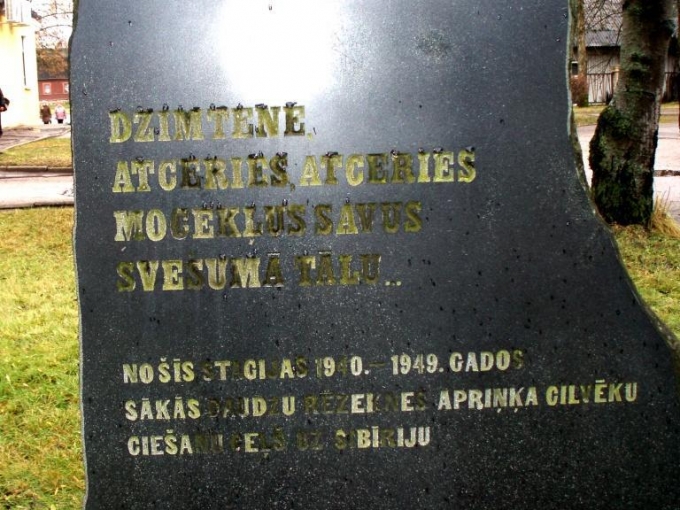 DZIMTENE,
ATCERIES, ATCERIES
MOCEKĻUS SAVUS
SVEŠUMĀ TĀLU...
NO ŠĪS STACIJAS 1940. – 1949. GADOS
SĀKĀS DAUDZU RĒZEKNES APRIŅĶA CILVĒKU
CIEŠANU CEĻŠ UZ SIBĪRIJU